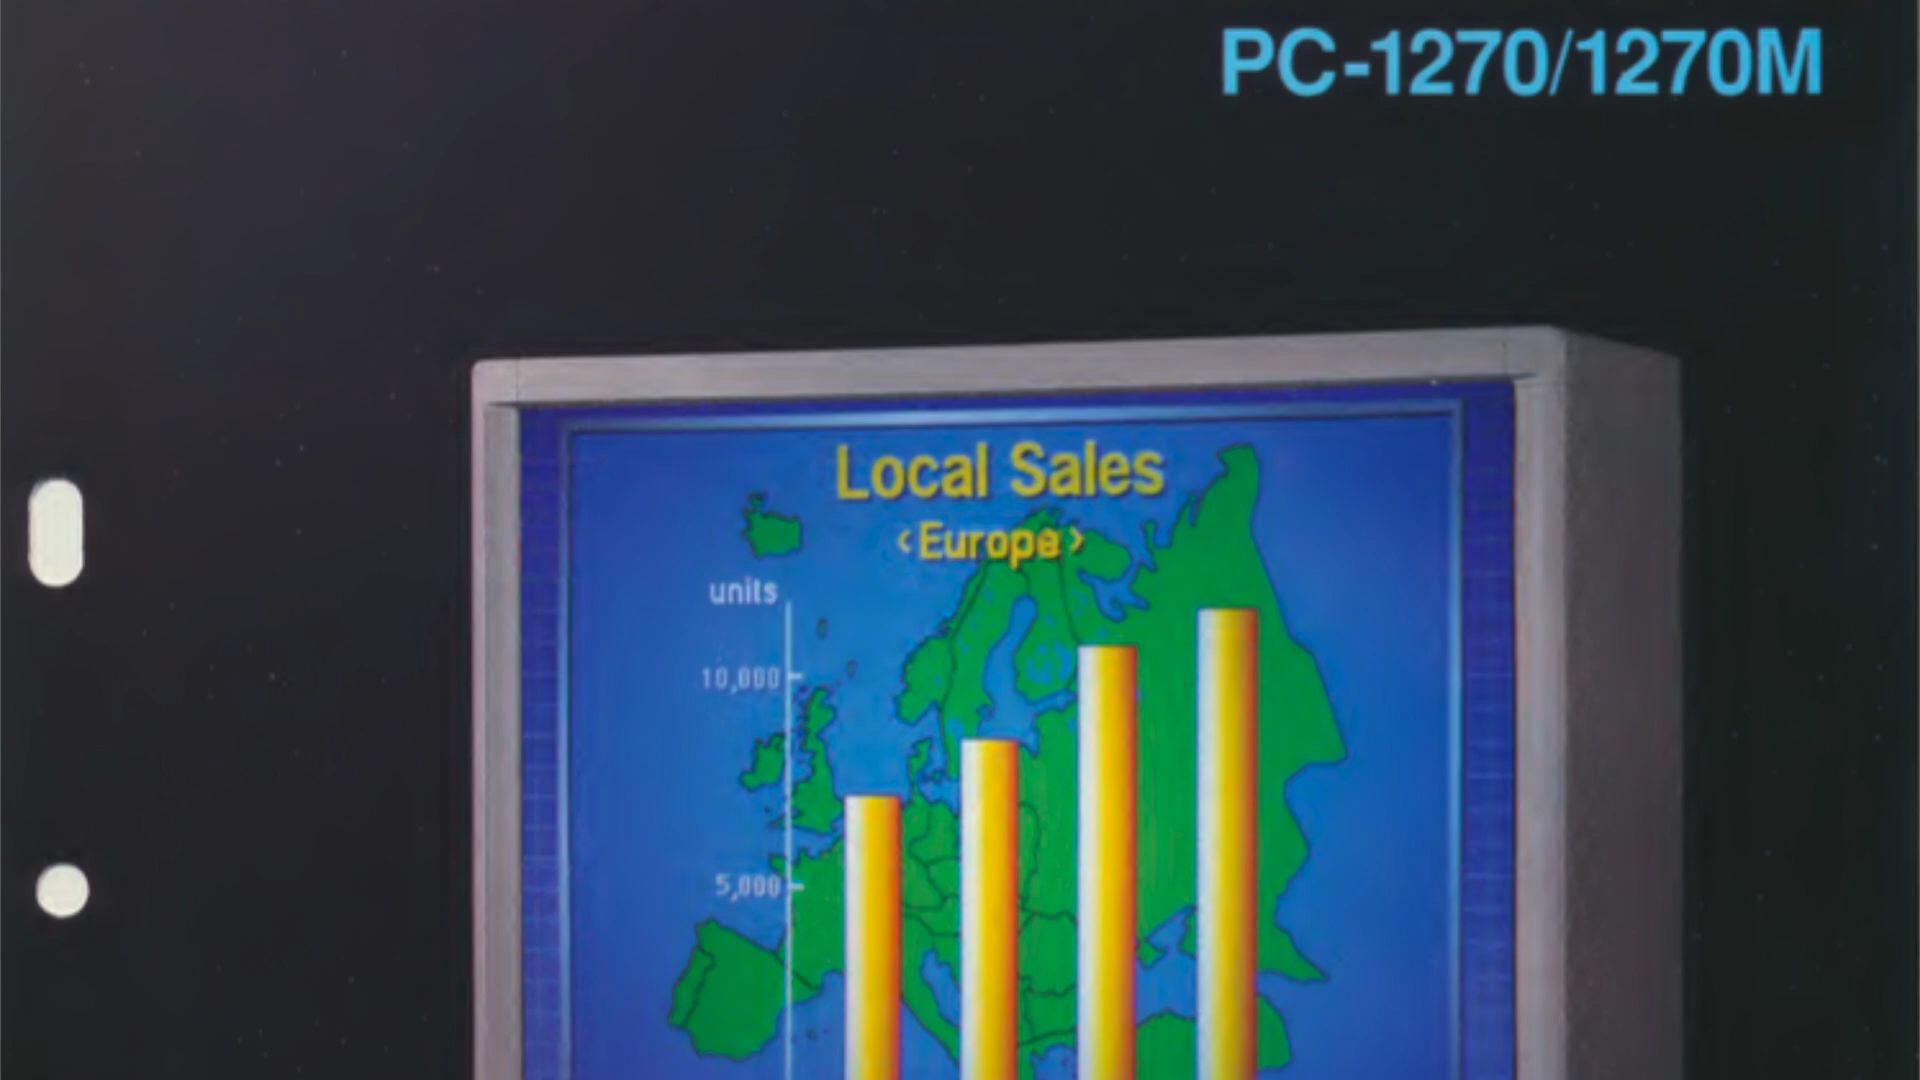 PC-1270/1270M
Local Sales
<Europe>
units
10,000
5,000